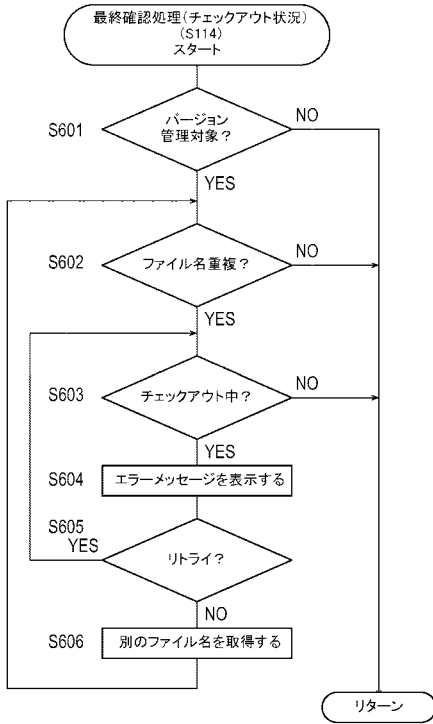 最終確認処理(チェックアウト状況)
(S114)
スタート
S601
バージョン
管理対象？
NO
YES
S602
ファイル名重複？
NO
YES
S603
チェックアウト中？
NO
YES
S604
エラーメッセージを表示する
S605
YES
リトライ？
NO
S606
別のファイル名を取得する
リターン